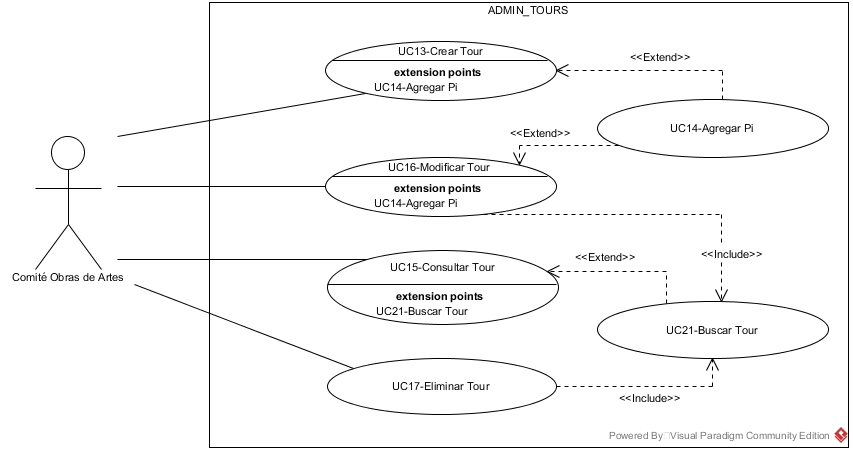 ADMIN_TOURS
UC13-Crear Tour
extension points
UC14-Agregar Pi
<<Extend>>
UC14-Agregar Pi
<<Extend>>
UC16-Modificar Tour
extension points
UC14-Agregar Pi
Comité Obras de Artes
<<Include>>
<<Extend>>
UC15-Consultar Tour
extension points
UC21-Buscar Tour
UC21-Buscar Tour
UC17-Eliminar Tour
<<Include>>
Powered By Visual Paradigm Community Edition